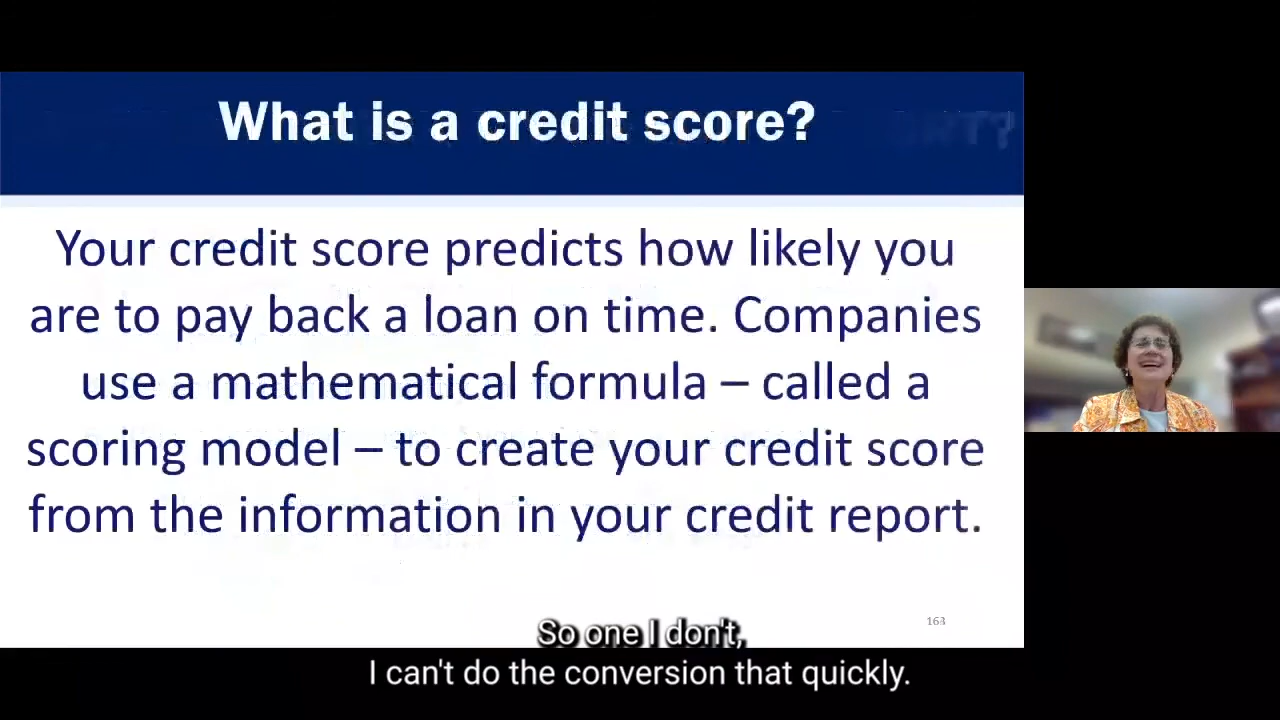 What is a credit score?
Your credit score predicts how likely you
are to pay back a loan on time. Companies
use a mathematical formula – called a
scoring model – to create your credit score
from the information in your credit report.
163
So one I don't,
I can't do the conversion that quickly.